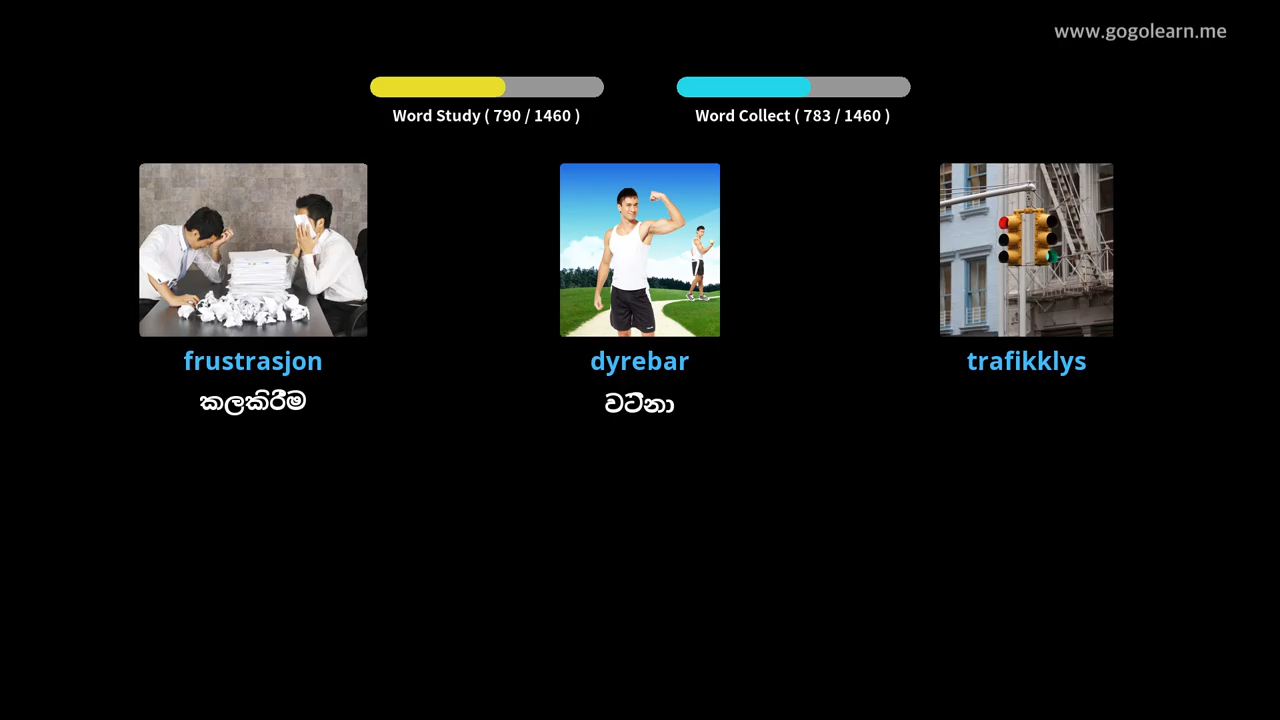 www.gogolearn.me
Word Study ( 790 / 1460 )
Word Collect ( 783 / 1460 )
frustrasjon
dyrebar
trafikklys
කලකිරීම
වටිනා